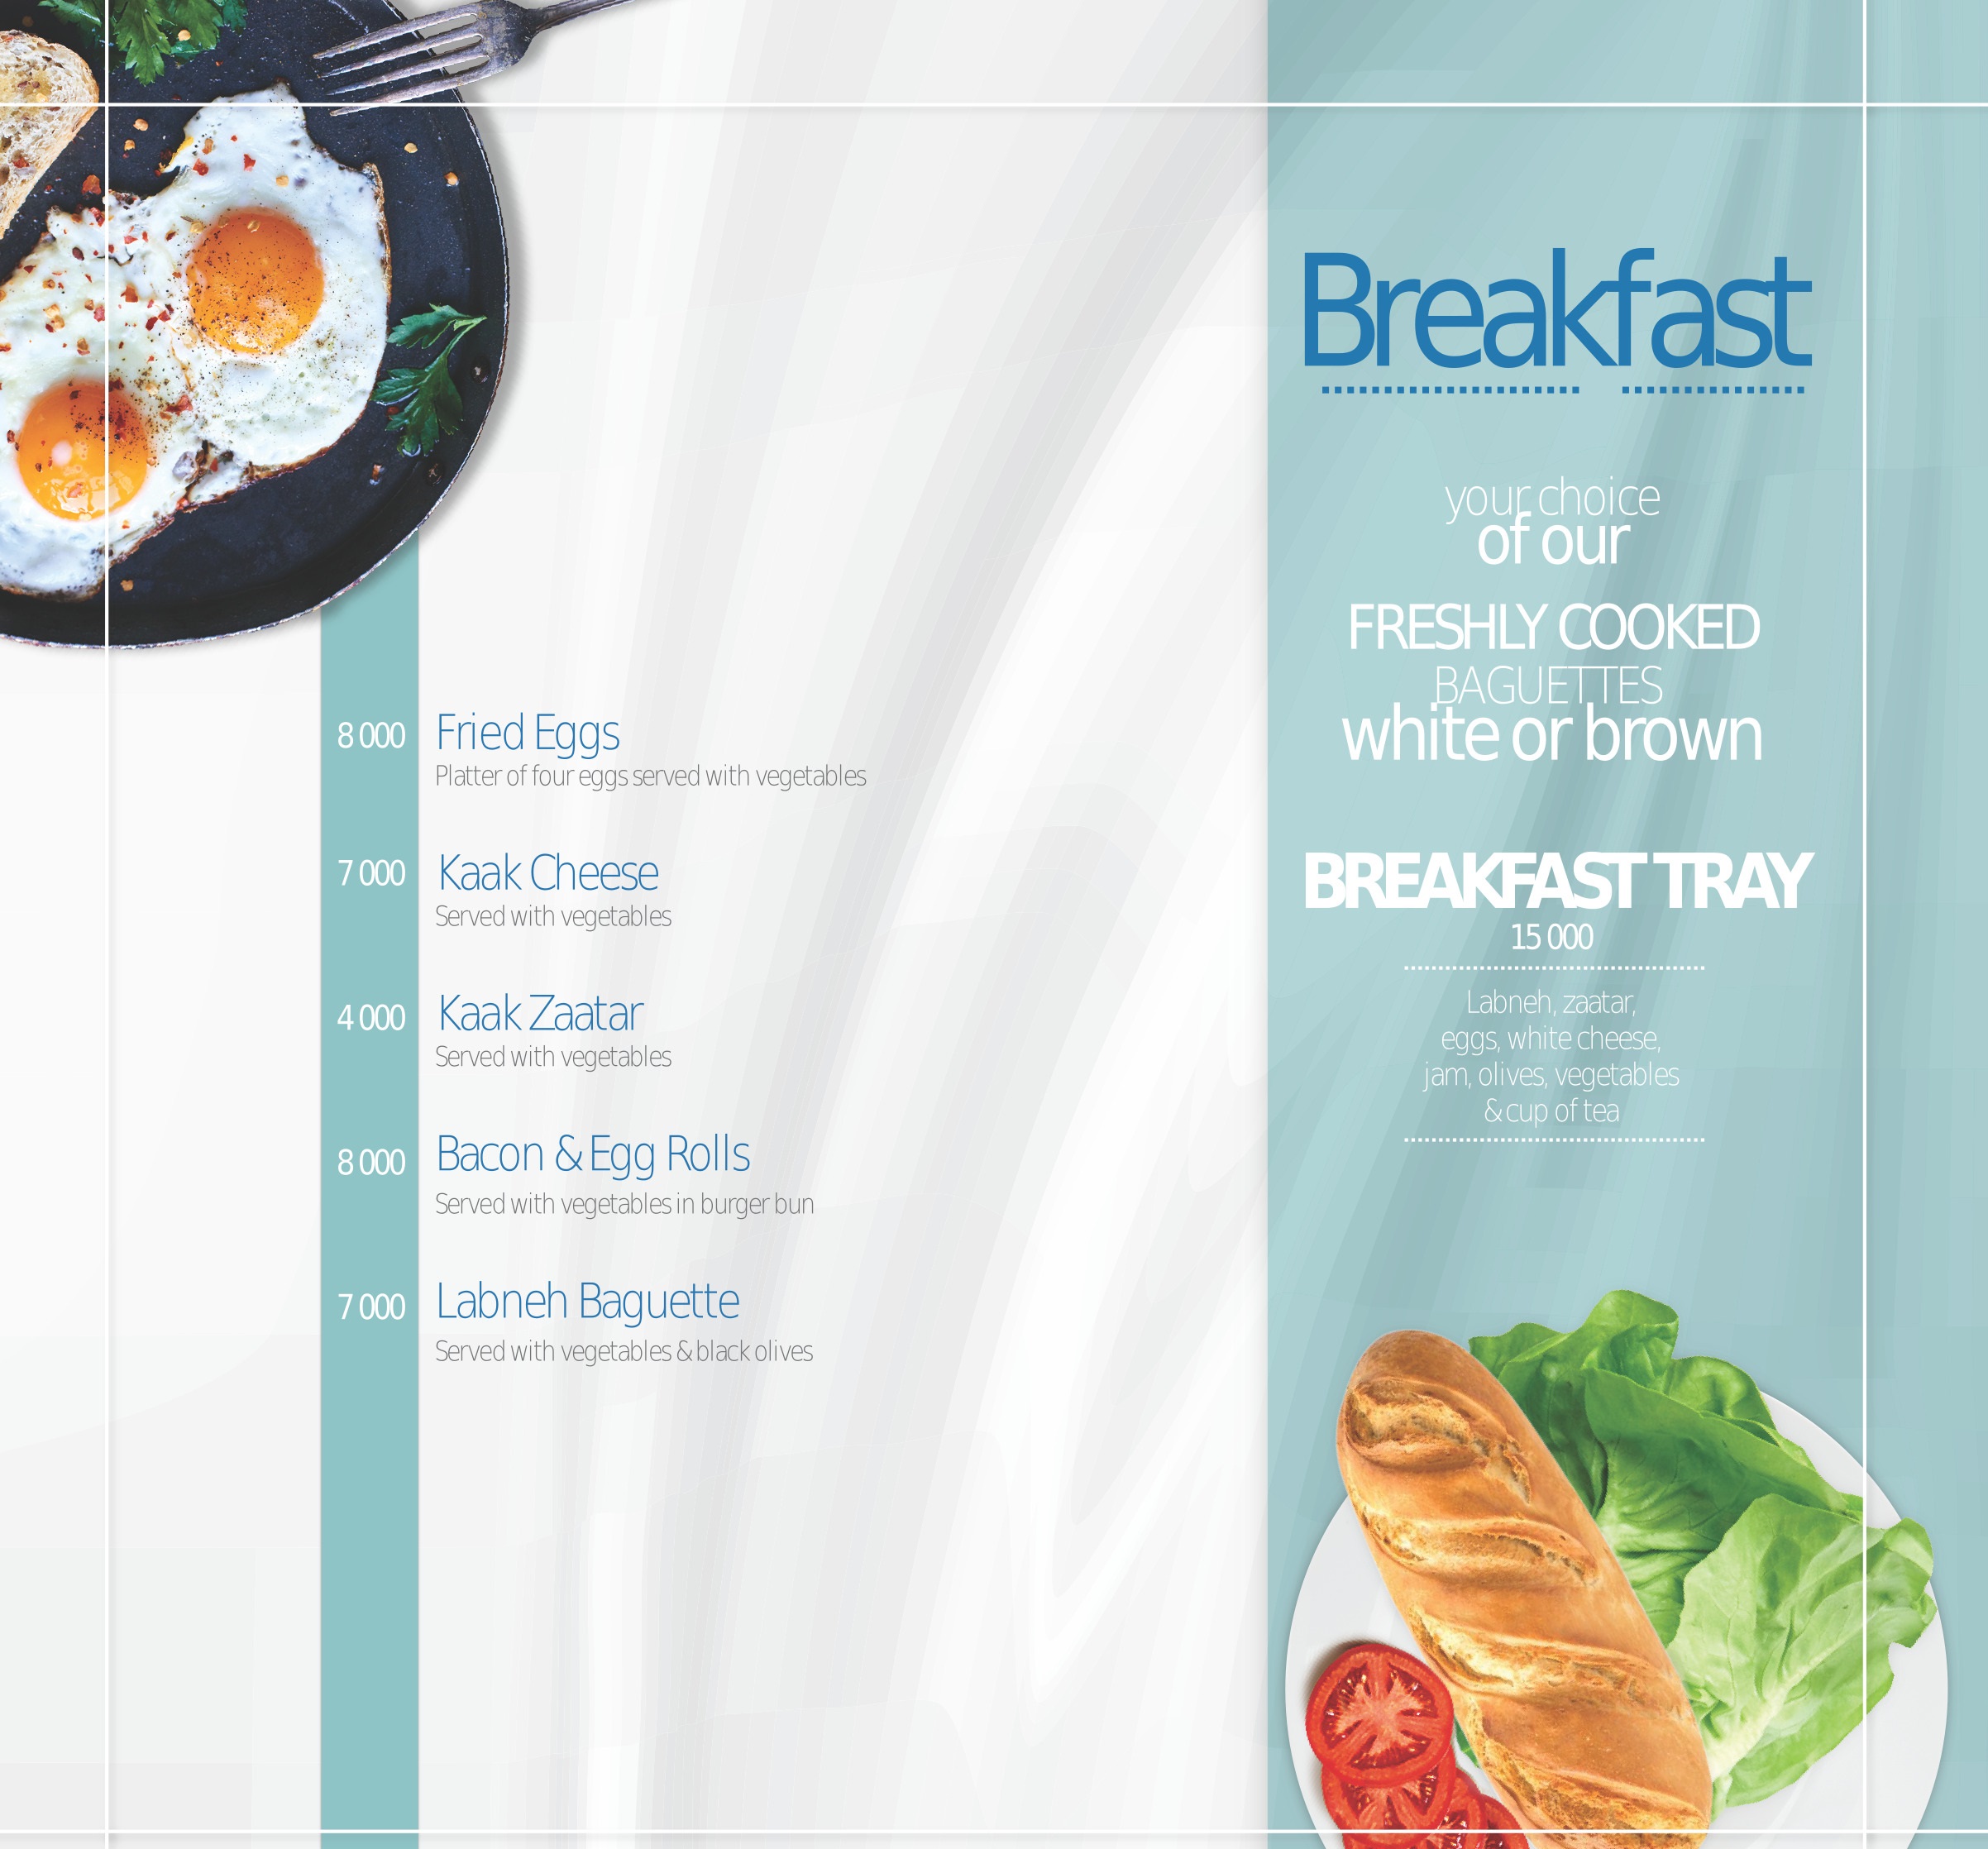 Breakfast
your choice
of our
FRESHLY COOKED
BAGUETTES
white or brown
BREAKFAST TRAY
15 000
Labneh, zaatar,
eggs, white cheese,
jam, olives, vegetables
& cup of tea
8 000 Fried Eggs
Platter of four eggs served with vegetables
7 000 Kaak Cheese
Served with vegetables
4 000 Kaak Zaatar
Served with vegetables
8 000 Bacon & Egg Rolls
Served with vegetables in burger bun
7 000 Labneh Baguette
Served with vegetables & black olives